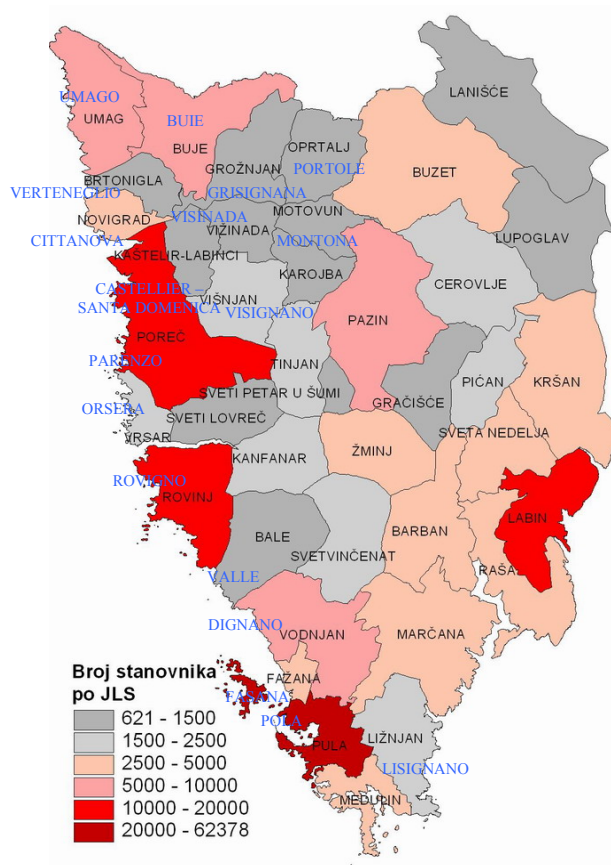 LANIŠĆE
UMAGO
UMAG
BUIE
BUJE
OPRTALJ
PORTOLE
GROŽNJAN
BUZET
BRTONIGLA
VERTENEGLIO
GRISIGNANA
NOVIGRAD
VISINADA
MOTOVUN
VIŽINADA
CITTANOVA
MONTONA
LUPOGLAV
KAŠTELIR-LABINCI
KAROJBA
CEROVLJE
CASTELLIER –
SANTA DOMENICA
VIŠNJAN
VISIGNANO
PAZIN
POREČ
PARENZO
TINJAN
PIĆAN
KRŠAN
SVETI PETAR U ŠUMI
GRAČIŠĆE
ORSERA
SVETI LOVREČ
SVETA NEDELJA
VRSAR
ŽMINJ
KANFANAR
ROVIGNO
ROVINJ
LABIN
BALE
BARBAN
SVETVINČENAT
RAŠA
VALLE
DIGNANO
VODNJAN
MARČANA
FAŽANA
FASANA
POLA
PULA
LIŽNJAN
LISIGNANO
MEDULIN
Broj stanovnika
po JLS
621 - 1500
1500 - 2500
2500 - 5000
5000 - 10000
10000 - 20000
20000 - 62378